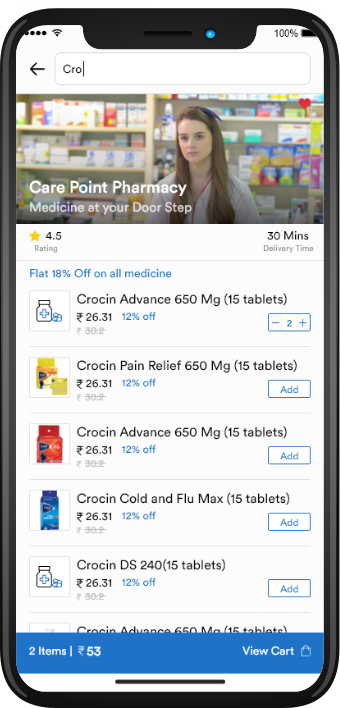 100%
Cro
Care Point Pharmacy
Medicine at your Door Step
4.5
30 Mins
Rating
Delivery Time
Flat 18% Off on all medicine
Crocin Advance 650 Mg (15 tablets)
₹ 26.31 12% off
₹ 30.2
− 2 +
Crocin Pain Relief 650 Mg (15 tablets)
₹ 26.31 12% off
₹ 30.2
Add
Crocin Advance 650 Mg (15 tablets)
₹ 26.31 12% off
₹ 30.2
Add
Crocin Cold and Flu Max (15 tablets)
₹ 26.31 12% off
₹ 30.2
Add
Crocin DS 240(15 tablets)
₹ 26.31 12% off
₹ 30.2
Add
Crocin Advance 650 Mg (15 tablets)
2 Items | ₹ 53
View Cart